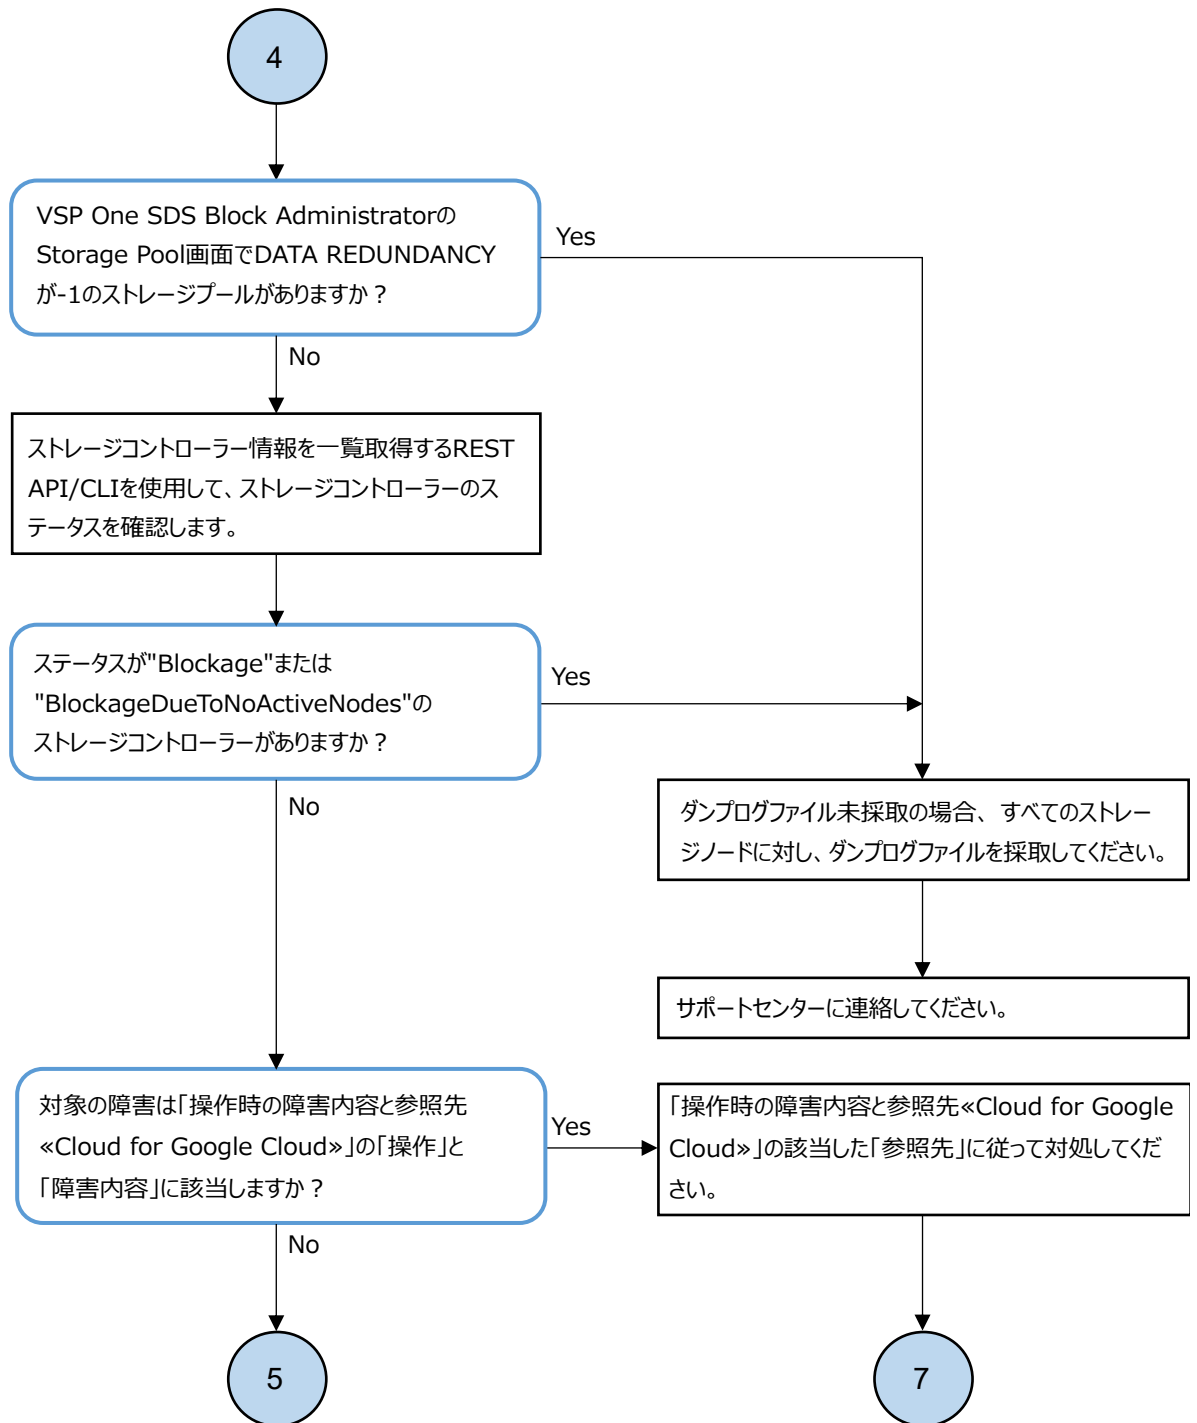 4
VSP One SDS Block Administratorの
Storage Pool画面でDATA REDUNDANCY
が-1のストレージプールがありますか？
Yes
No
ストレージコントローラー情報を一覧取得するREST
API/CLIを使用して、ストレージコントローラーのス
テータスを確認します。
ステータスが"Blockage"または
"BlockageDueToNoActiveNodes"の
ストレージコントローラーがありますか？
Yes
No
ダンプログファイル未採取の場合、すべてのストレー
ジノードに対し、ダンプログファイルを採取してください。
サポートセンターに連絡してください。
対象の障害は「操作時の障害内容と参照先
«Cloud for Google Cloud»」の「操作」と
「障害内容」に該当しますか？
Yes
No
「操作時の障害内容と参照先«Cloud for Google
Cloud»」の該当した「参照先」に従って対処してくだ
さい。
5
7